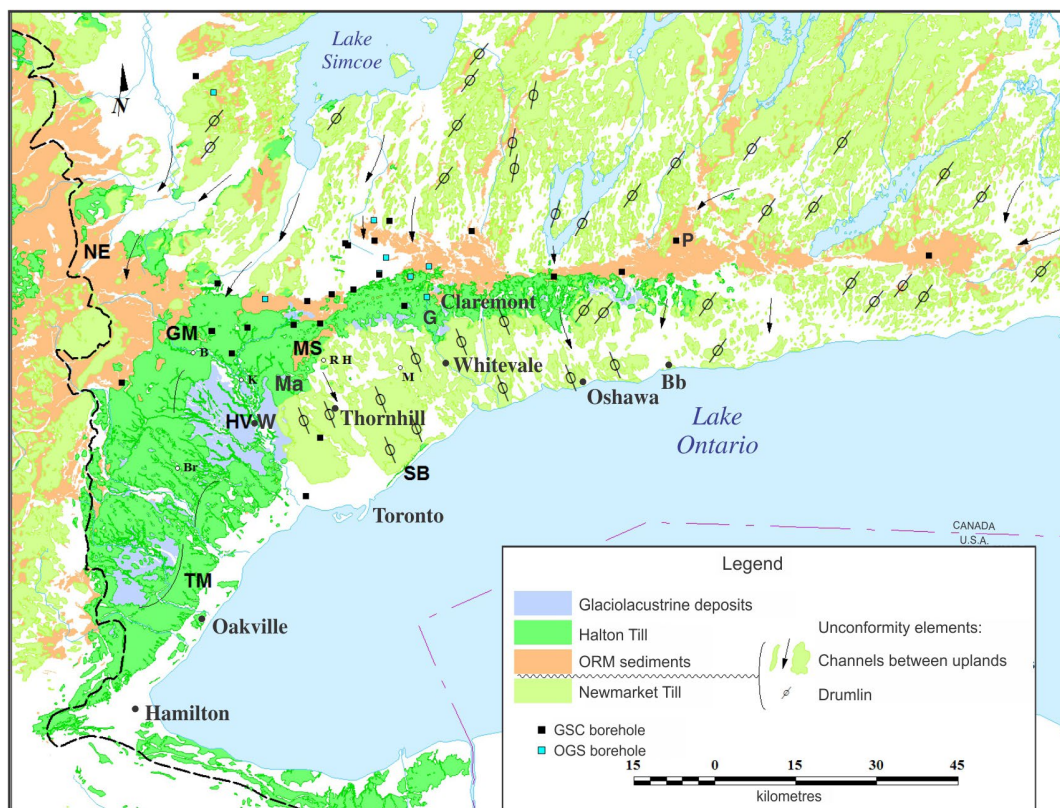 Lake
Simcoe
N
NE
P
Claremont
G
GM
B
MS
R H
M
Whitevale
K
Ma
Oshawa
Bb
HV W
Thornhill
Lake
Ontario
Br
SB
Toronto
CANADA
U.S.A.
TM
Oakville
Hamilton
Legend
Glaciolacustrine deposits
Halton Till
ORM sediments
Newmarket Till
Unconformity elements:
Channels between uplands
Drumlin
GSC borehole
OGS borehole
15 0 15 30 45
kilometres